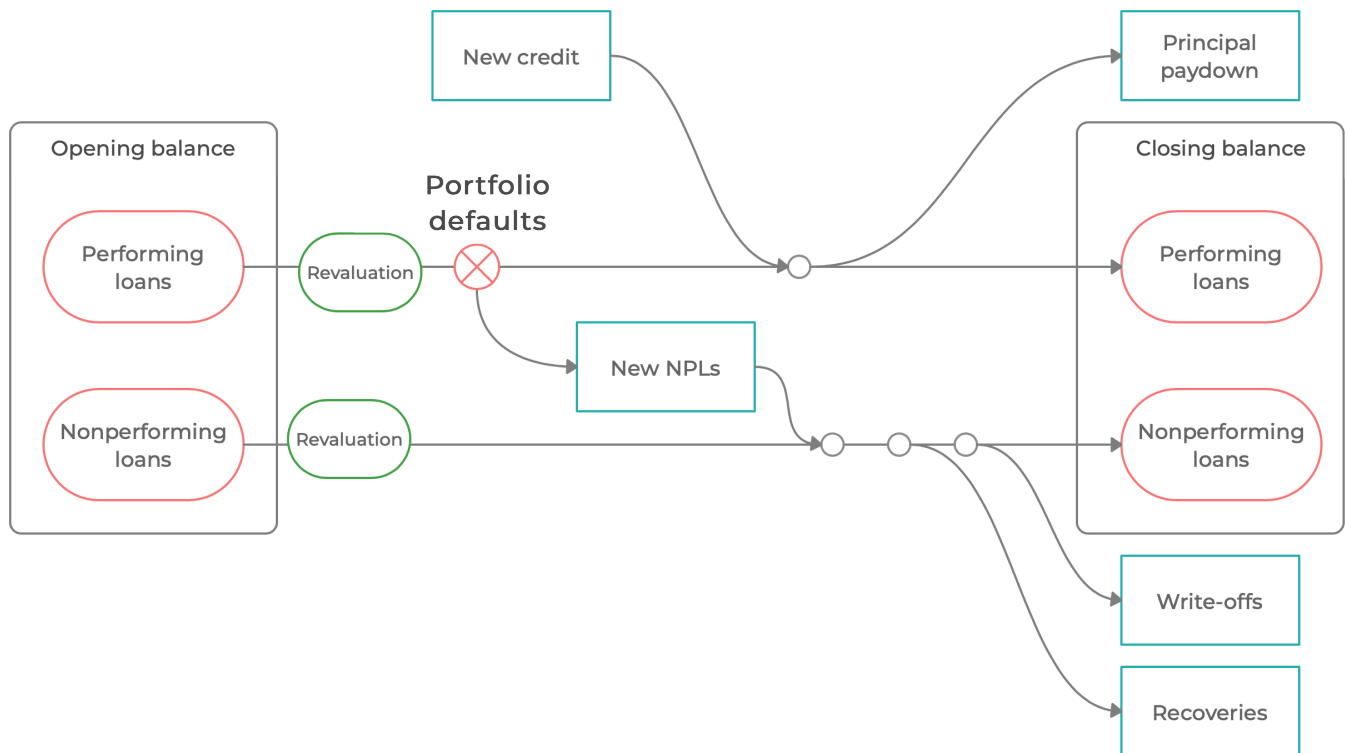 New credit
Principal
paydown
Opening balance
Closing balance
Portfolio
defaults
Performing
loans
Revaluation
Performing
loans
New NPLs
Nonperforming
loans
Revaluation
Nonperforming
loans
Write-offs
Recoveries